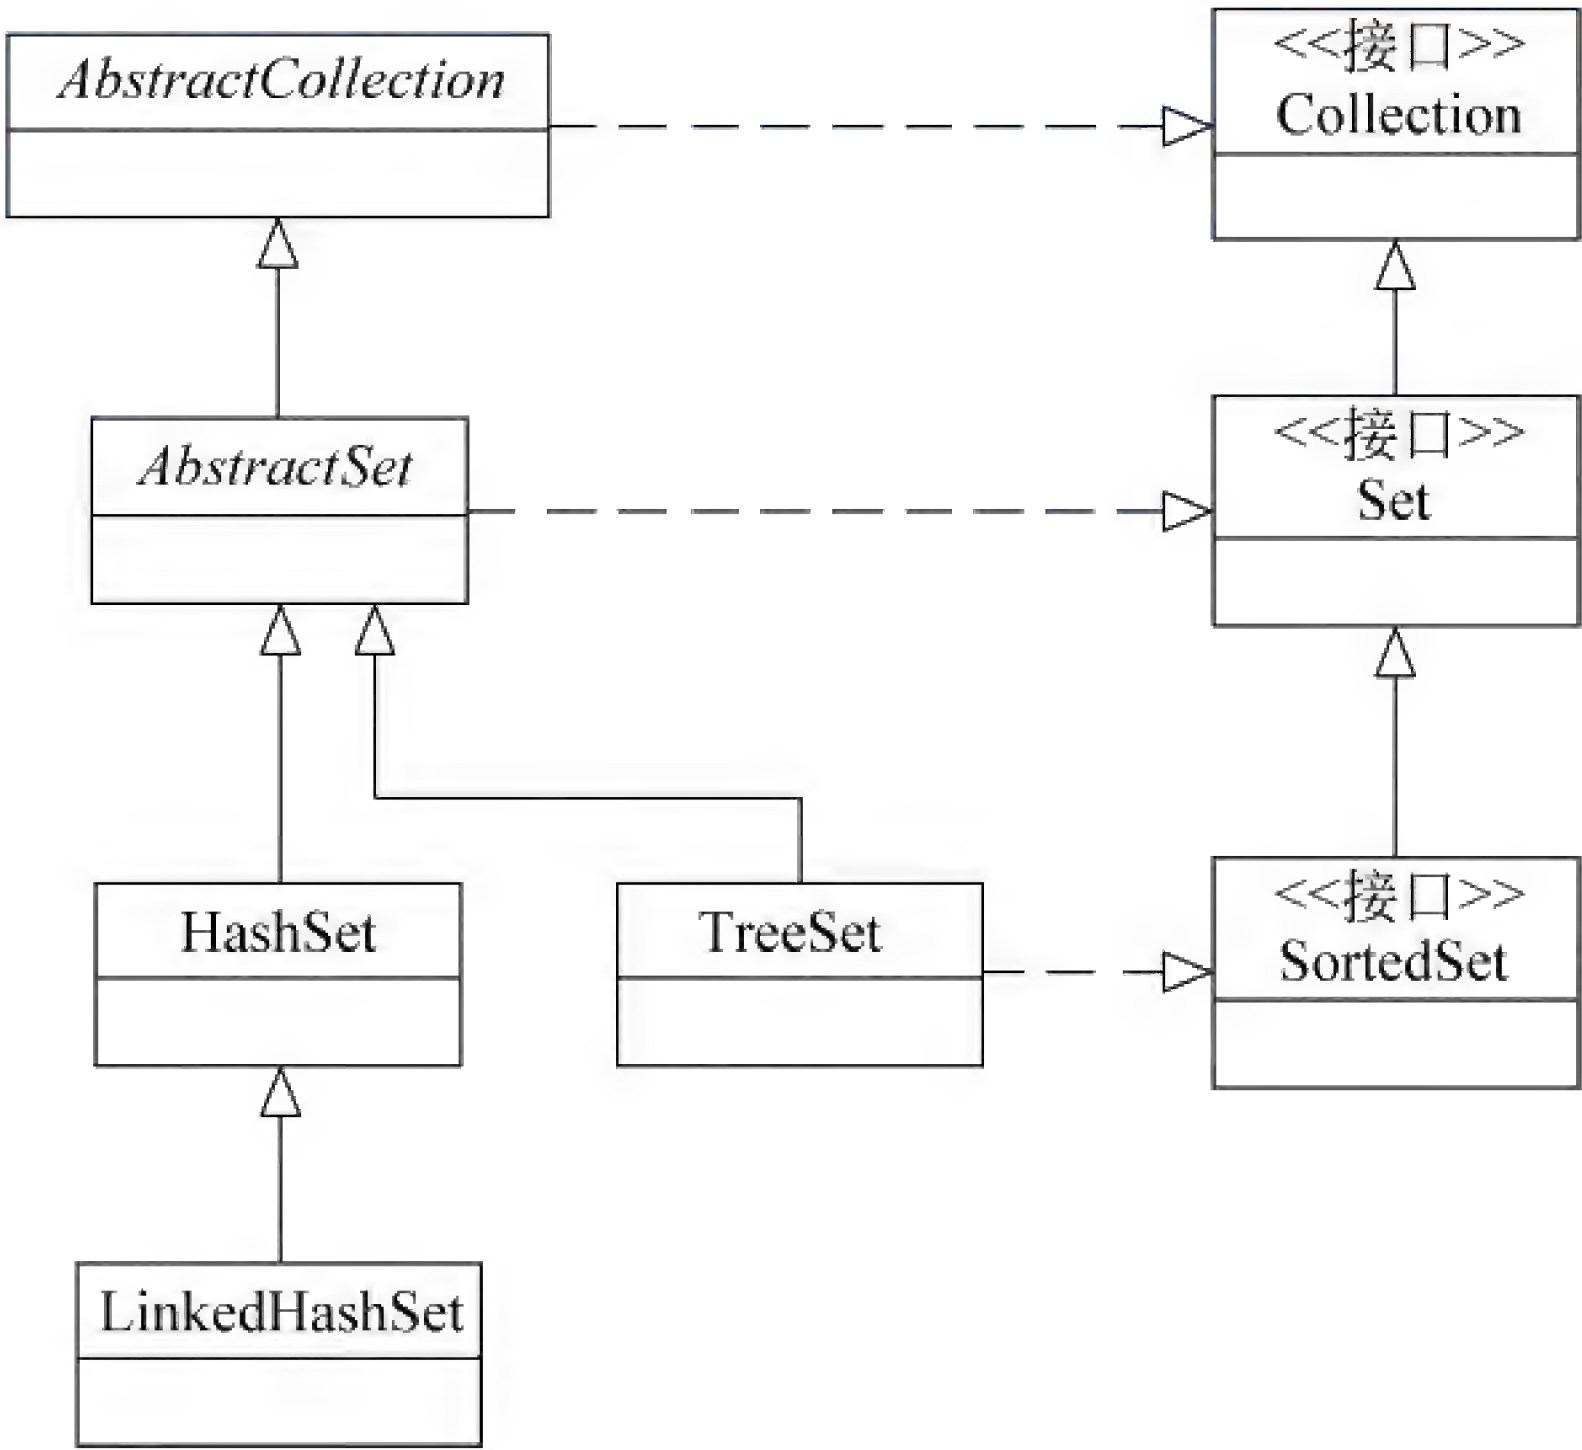 AbstractCollection
<<接口>>
Collection
AbstractSet
<<接口>>
Set
HashSet
TreeSet
<<接口>>
SortedSet
LinkedHashSet